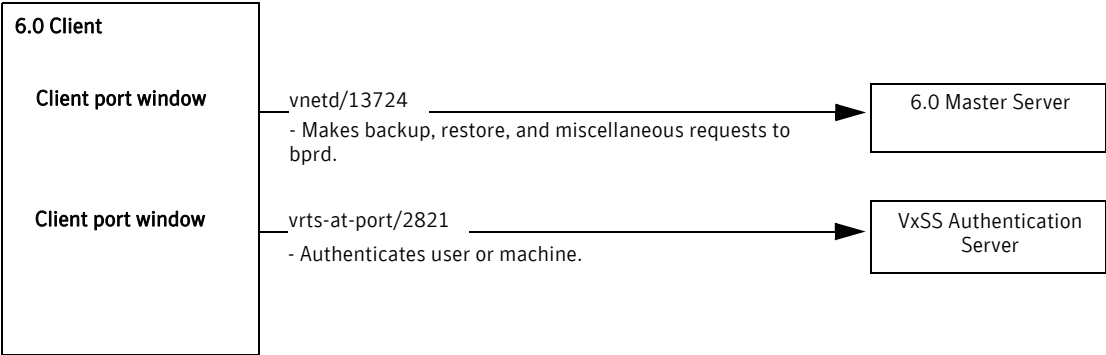 6.0 Client
Client port window
vnetd/13724
- Makes backup, restore, and miscellaneous requests to
bprd.
6.0 Master Server
Client port window
vrts-at-port/2821
- Authenticates user or machine.
VxSS Authentication
Server